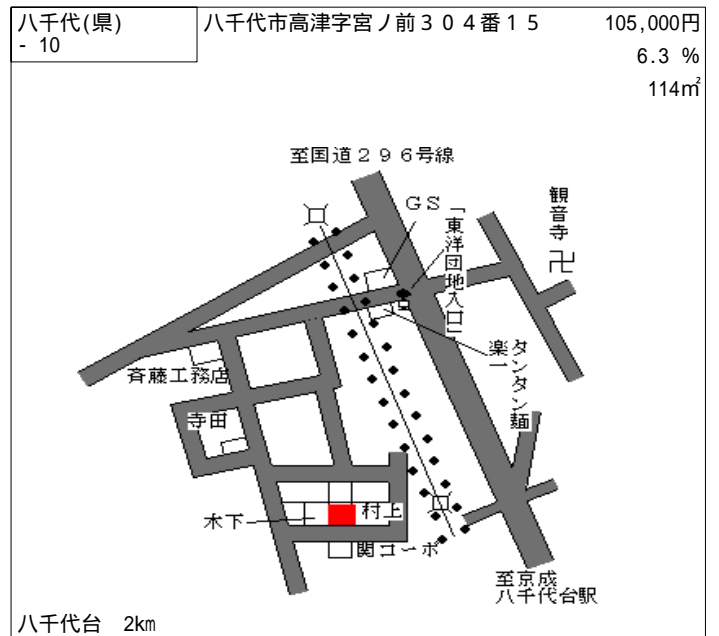 八千代(県)
- 10
八千代市高津字宮ノ前３０４番１５
105,000円
6.3 %
114㎡
至国道２９６号線
ＧＳ
「東洋団地入口」
観音寺
卍
タンタン麺
楽一
斉藤工務店
寺田
木下
村上
関コーポ
至京成
八千代台駅
八千代台 2km